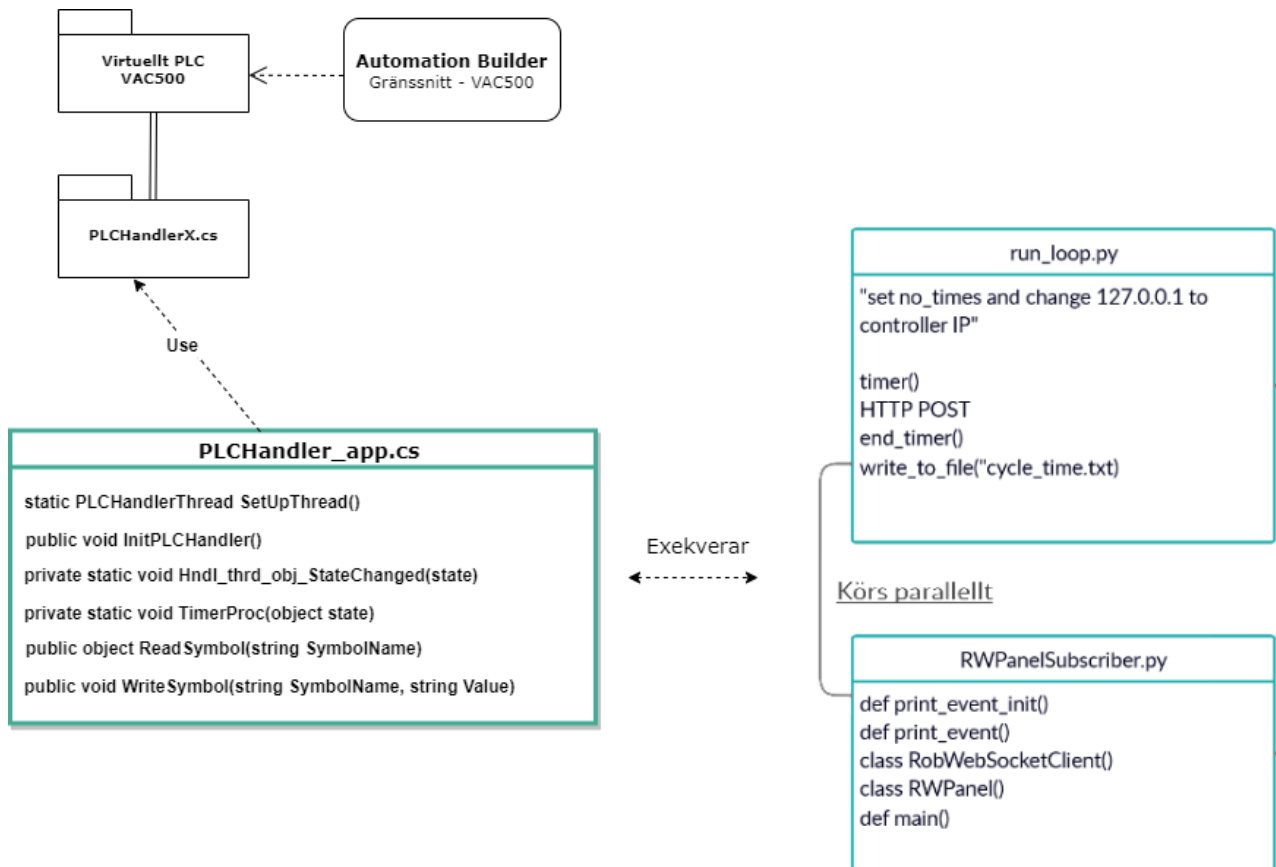 Virtuellt PLC
VAC500
Automation Builder
Gränssnitt - VAC500
PLCHandlerX.cs
Use
PLCHandler_app.cs
static PLCHandlerThread SetUpThread()
public void InitPLCHandler()
private static void Hndl_thrd_obj_StateChanged(state)
private static void TimerProc(object state)
public object ReadSymbol(string SymbolName)
public void WriteSymbol(string SymbolName, string Value)
Exekverar
run_loop.py
"set no_times and change 127.0.0.1 to
controller IP"
timer()
HTTP POST
end_timer()
write_to_file("cycle_time.txt)
Körs parallellt
RWPanelSubscriber.py
def print_event_init()
def print_event()
class RobWebSocketClient()
class RWPanel()
def main()